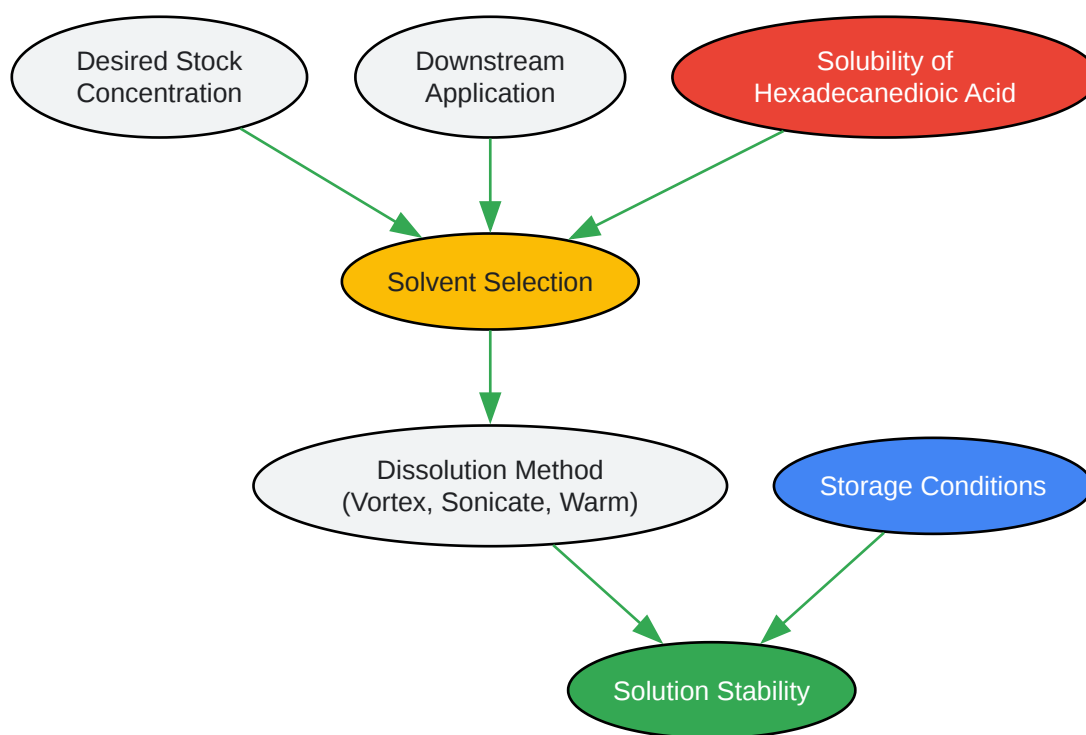 Desired Stock
Concentration
Downstream
Application
Solubility of
Hexadecanedioic Acid
Solvent Selection
Dissolution Method
(Vortex, Sonicate, Warm)
Storage Conditions
Solution Stability